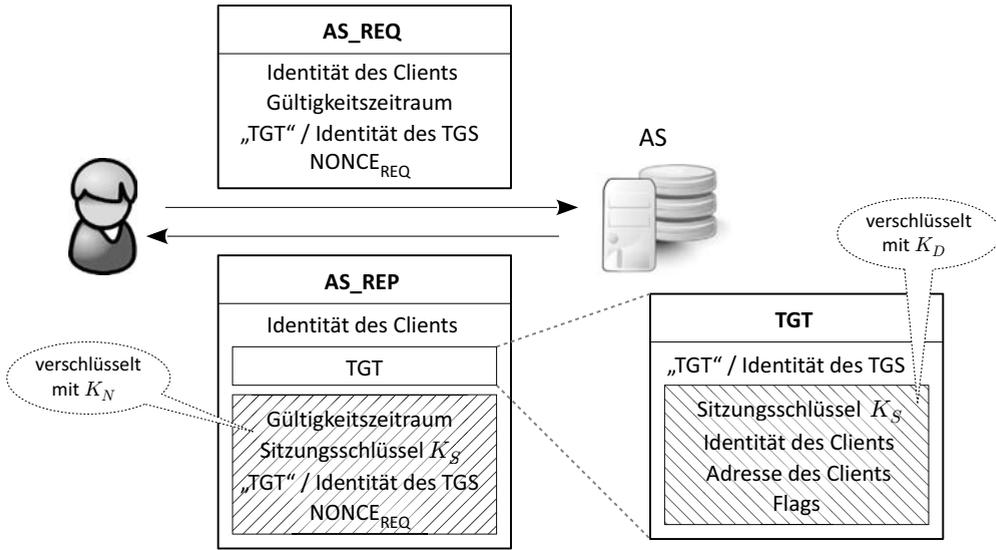 AS_REQ
Identität des Clients
Gültigkeitszeitraum
„TGT“ / Identität des TGS
NONCE_REQ
AS
verschlüsselt
mit K_D
AS_REP
Identität des Clients
TGT
verschlüsselt
mit K_N
Gültigkeitszeitraum
Sitzungsschlüssel K_S
„TGT“ / Identität des TGS
NONCE_REQ
TGT
„TGT“ / Identität des TGS
Sitzungsschlüssel K_S
Identität des Clients
Adresse des Clients
Flags